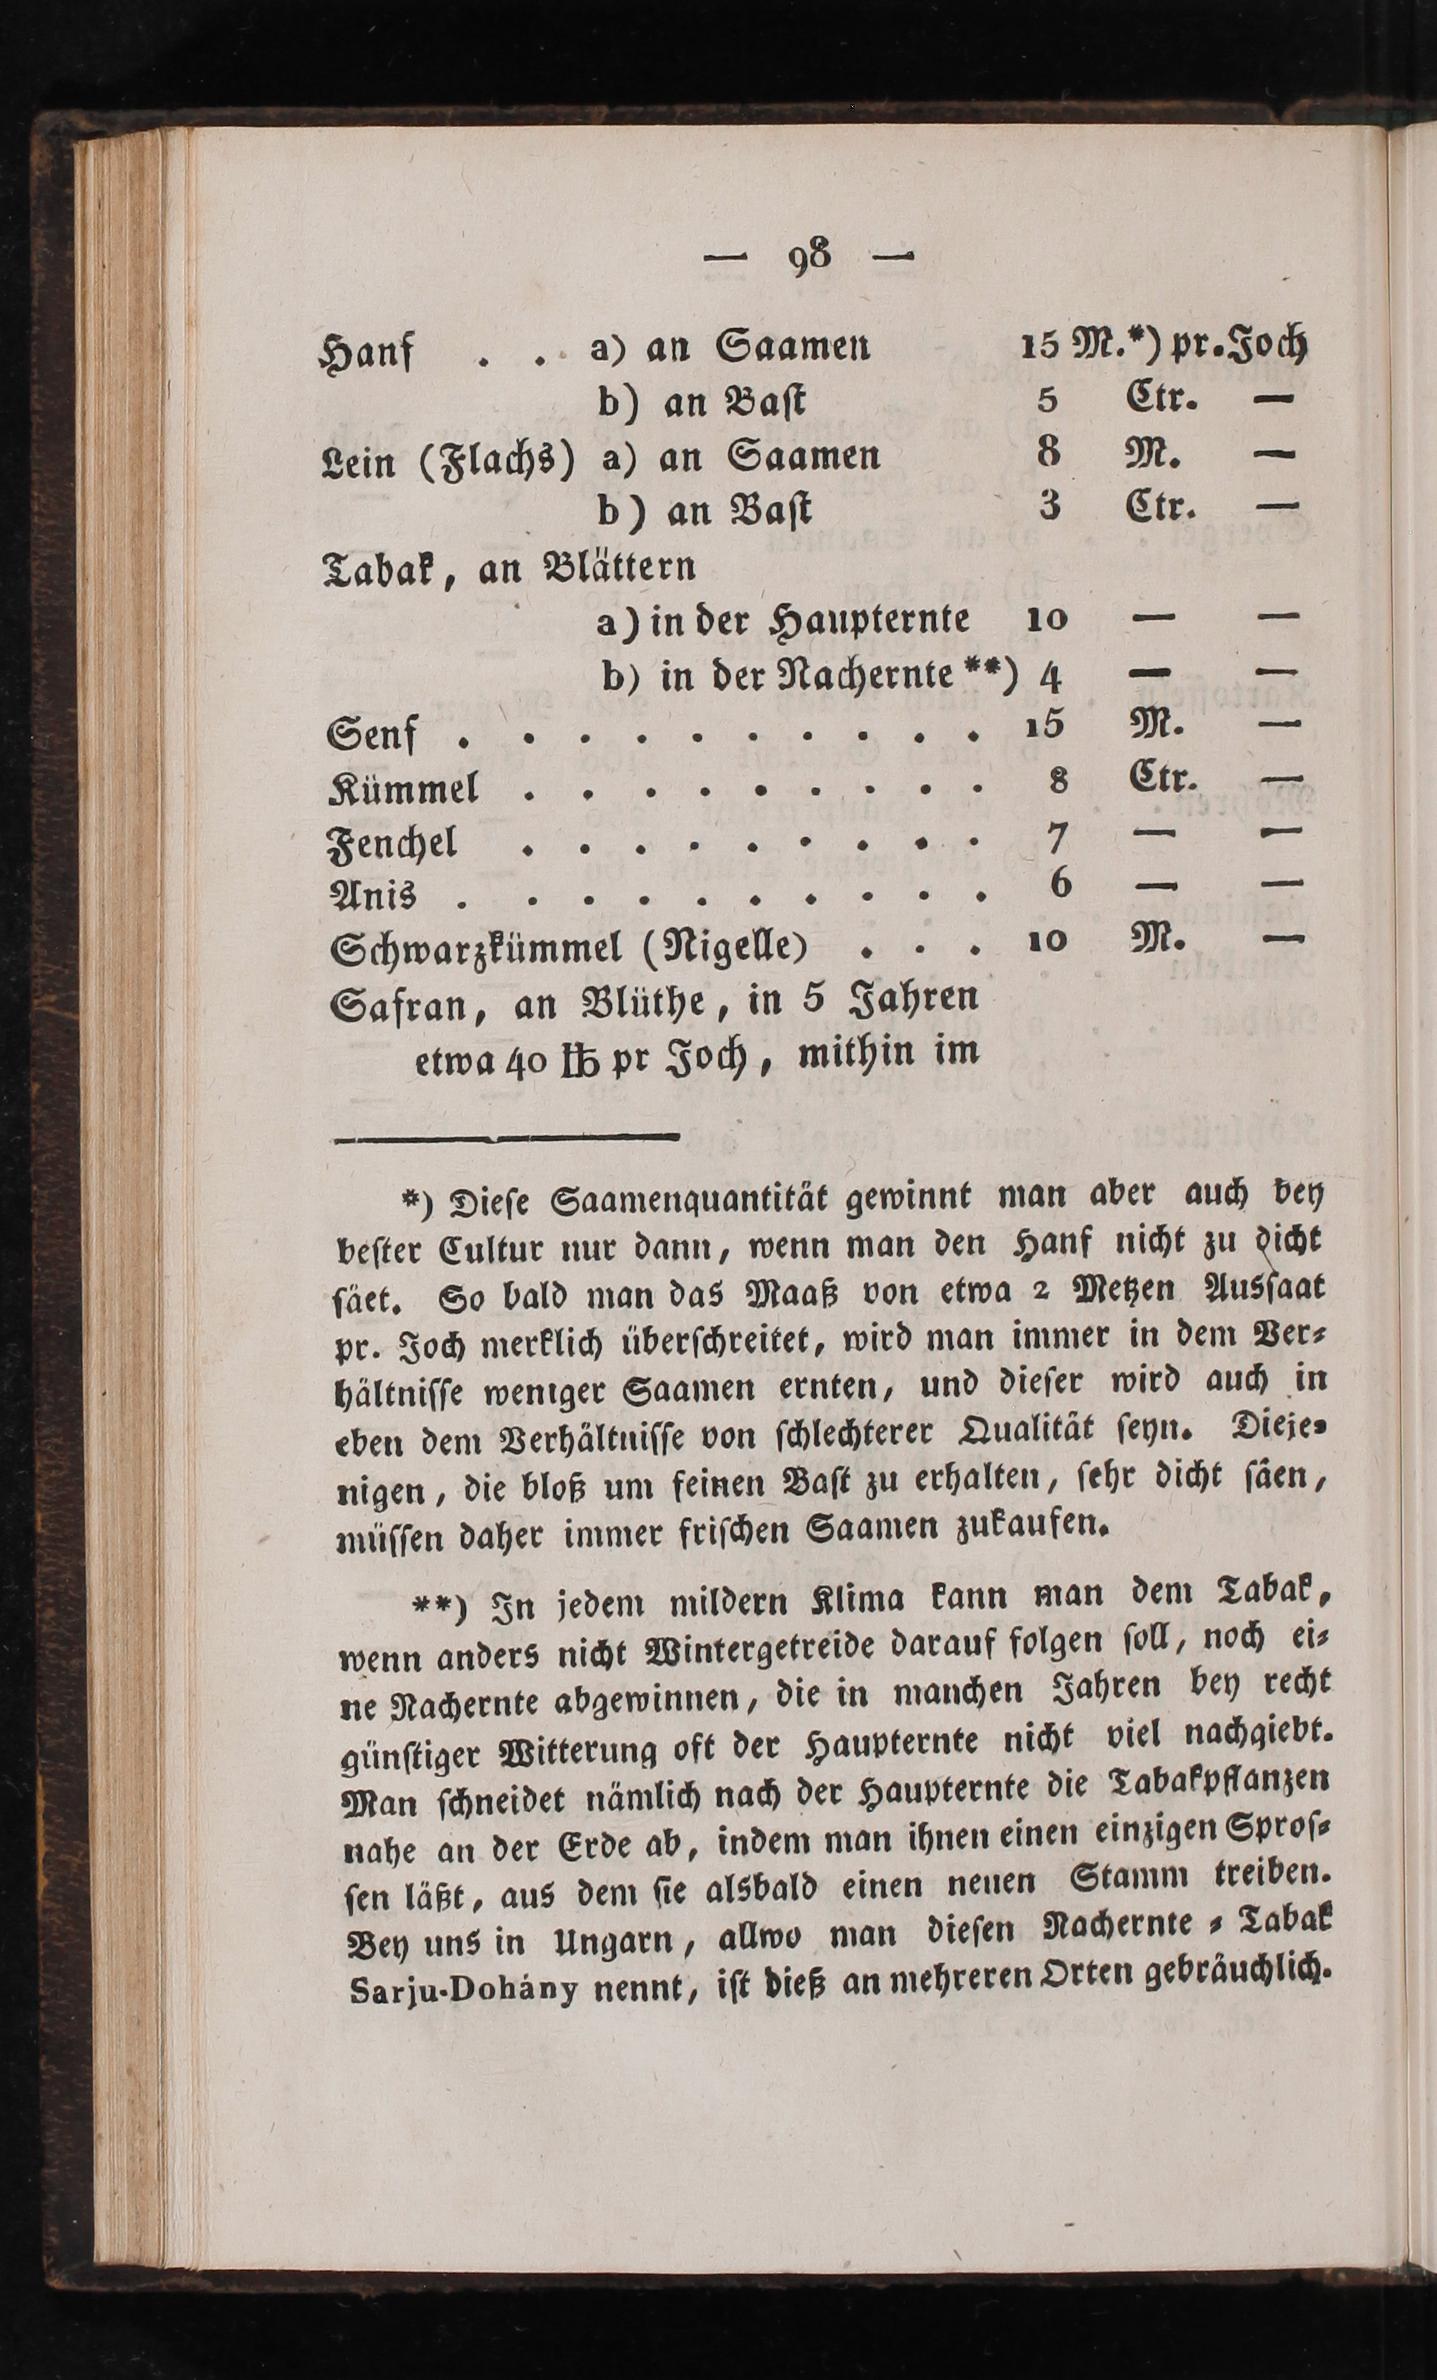 — 98 —
Hanf . . a) an Saamen 15 M.*) pr. Joch
b) an Baſt 5 Ctr. —
Lein (Flachs) a) an Saamen 8 M. —
b) an Baſt 3 Ctr. —
Tabak, an Blättern
a) in der Haupternte 10 — —
b) in der Nachernte **) 4 — —
Senf . . . . . . . . . . 15 M. —
Kümmel . . . . . . . . . 8 Ctr. —
Fenchel . . . . . . . . . 7 — —
Anis . . . . . . . . . . 6 — —
Schwarzkümmel (Nigelle) . . . 10 M. —
Safran, an Blüthe, in 5 Jahren
etwa 40 ℔ pr Joch, mithin im
*) Dieſe Saamenquantität gewinnt man aber auch bey
beſter Cultur nur dann, wenn man den Hanf nicht zu dicht
ſäet. So bald man das Maaß von etwa 2 Metzen Ausſaat
pr. Joch merklich überſchreitet, wird man immer in dem Ver⸗
hältniſſe weniger Saamen ernten, und dieſer wird auch in
eben dem Verhältniſſe von ſchlechterer Qualität ſeyn. Dieje⸗
nigen, die bloß um feinen Baſt zu erhalten, ſehr dicht ſäen,
müſſen daher immer friſchen Saamen zukaufen.
**) In jedem mildern Klima kann man dem Tabak,
wenn anders nicht Wintergetreide darauf folgen ſoll, noch ei⸗
ne Nachernte abgewinnen, die in manchen Jahren bey recht
günſtiger Witterung oft der Haupternte nicht viel nachgiebt.
Man ſchneidet nämlich nach der Haupternte die Tabakpflanzen
nahe an der Erde ab, indem man ihnen einen einzigen Sproſ⸗
ſen läßt, aus dem ſie alsbald einen neuen Stamm treiben.
Bey uns in Ungarn, allwo man dieſen Nachernte ⸗ Tabak
Sarju-Dohány nennt, iſt dieß an mehreren Orten gebräuchlich.